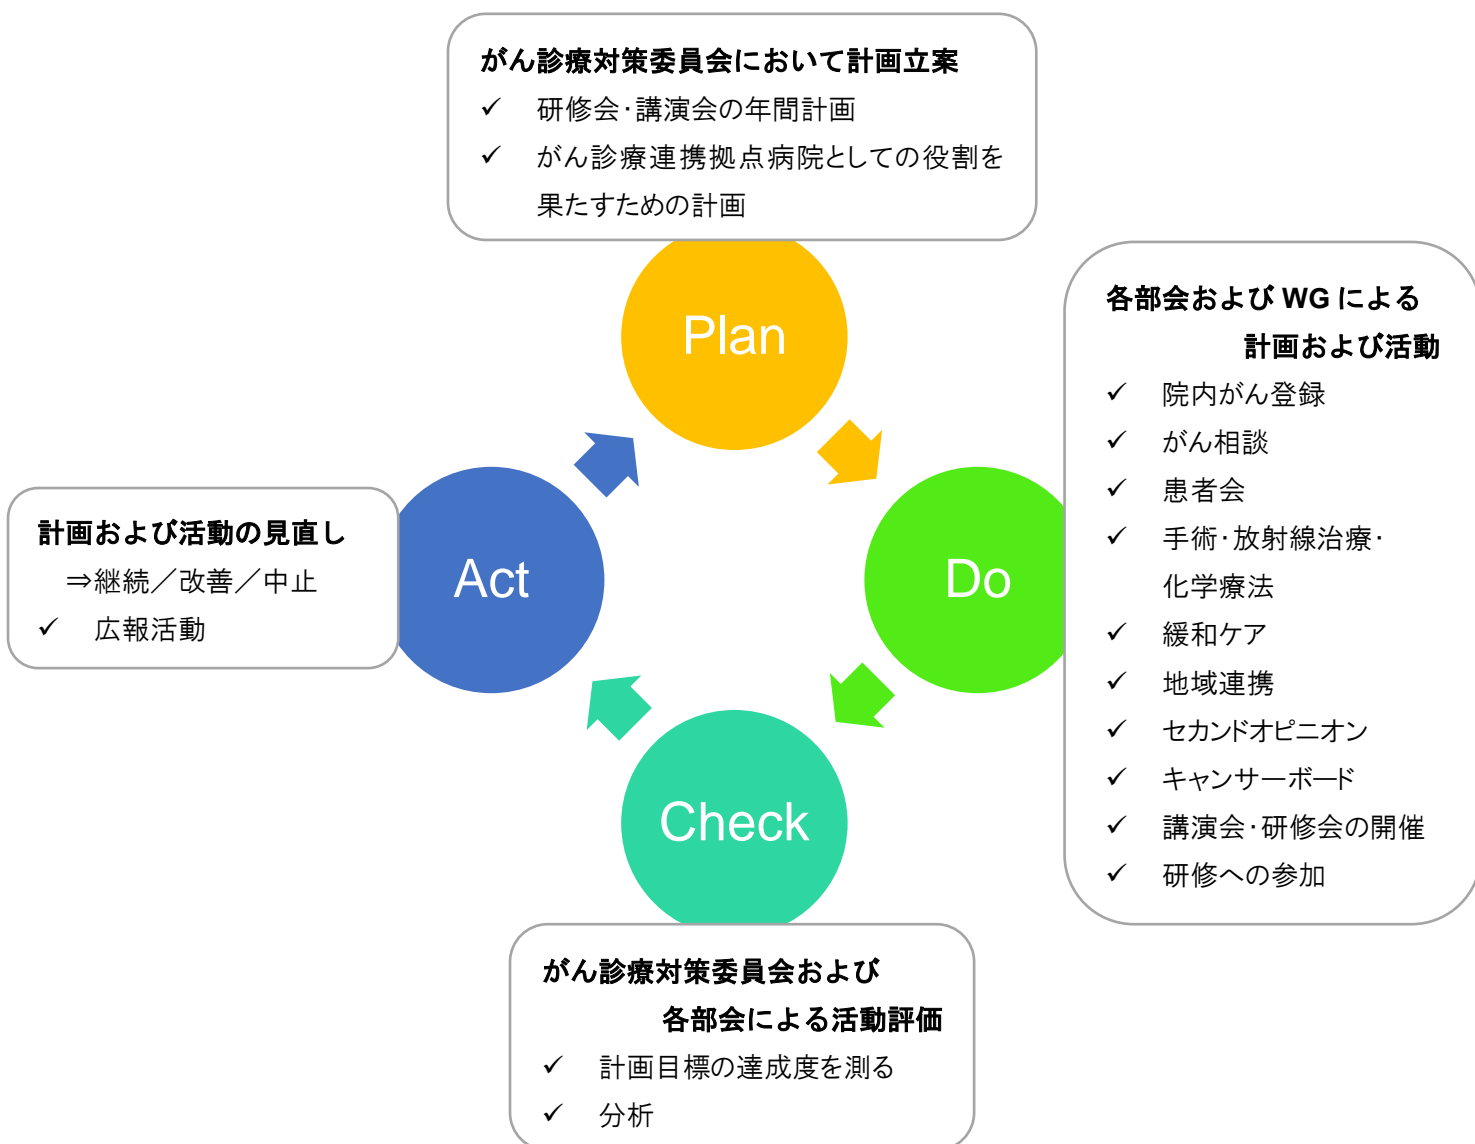 がん診療対策委員会において計画立案
✓ 研修会・講演会の年間計画
✓ がん診療連携拠点病院としての役割を
果たすための計画
Plan
各部会および WG による
計画および活動
✓ 院内がん登録
✓ がん相談
✓ 患者会
✓ 手術・放射線治療・
化学療法
✓ 緩和ケア
✓ 地域連携
✓ セカンドオピニオン
✓ キャンサーボード
✓ 講演会・研修会の開催
✓ 研修への参加
Do
Check
がん診療対策委員会および
各部会による活動評価
✓ 計画目標の達成度を測る
✓ 分析
Act
計画および活動の見直し
⇒継続／改善／中止
✓ 広報活動